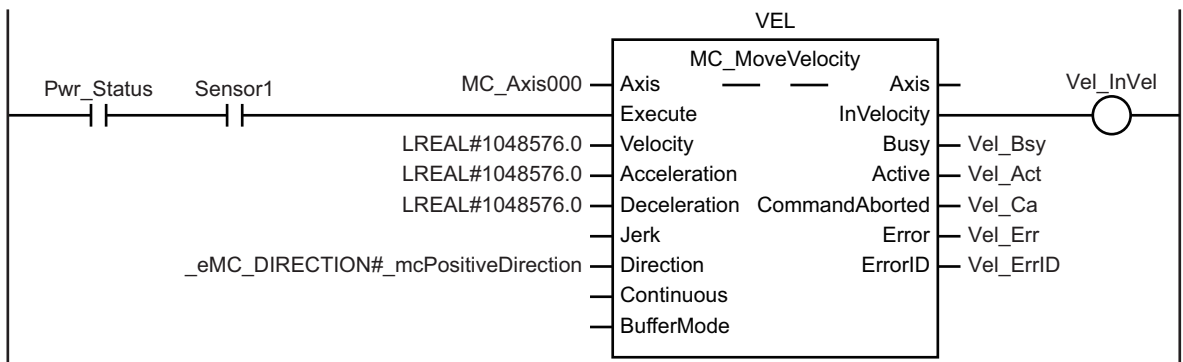 VEL
MC_MoveVelocity
Pwr_Status Sensor1 MC_Axis000 Axis Axis Vel_InVel
Execute InVelocity
LREAL#1048576.0 Velocity Busy Vel_Bsy
LREAL#1048576.0 Acceleration Active Vel_Act
LREAL#1048576.0 Deceleration CommandAborted Vel_Ca
Jerk Error Vel_Err
_eMC_DIRECTION#_mcPositiveDirection Direction ErrorID Vel_ErrID
Continuous
BufferMode